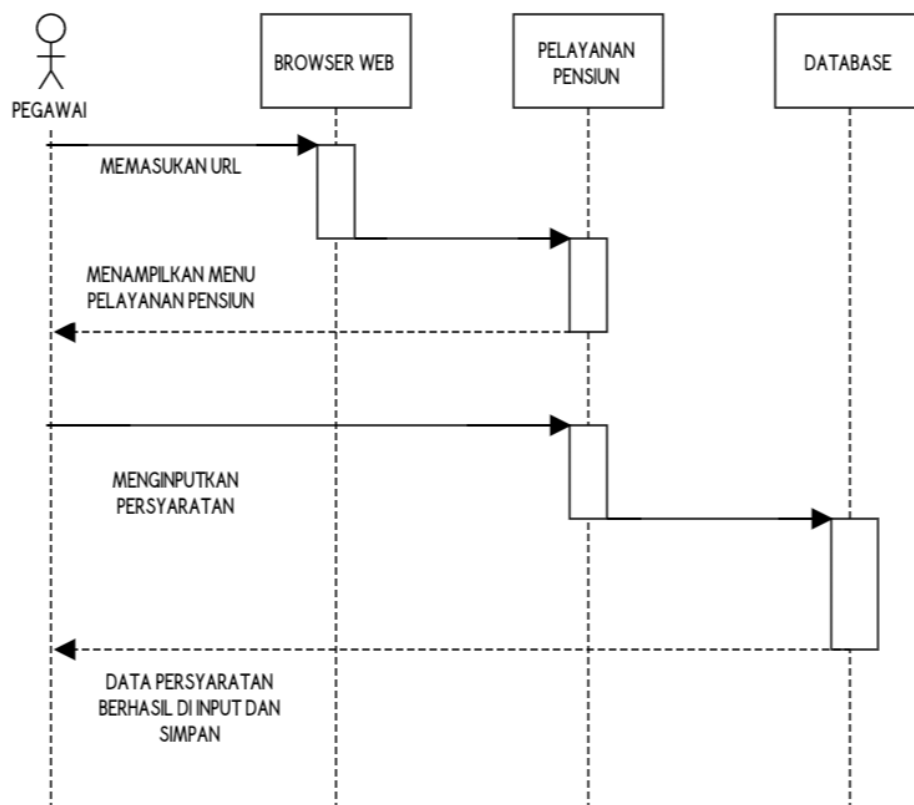 BROWSER WEB
PELAYANAN
PENSIUN
DATABASE
PEGAWAI
MEMASUKAN URL
MENAMPILKAN MENU
PELAYANAN PENSIUN
MENGINPUTKAN
PERSYARATAN
DATA PERSYARATAN
BERHASIL DI INPUT DAN
SIMPAN